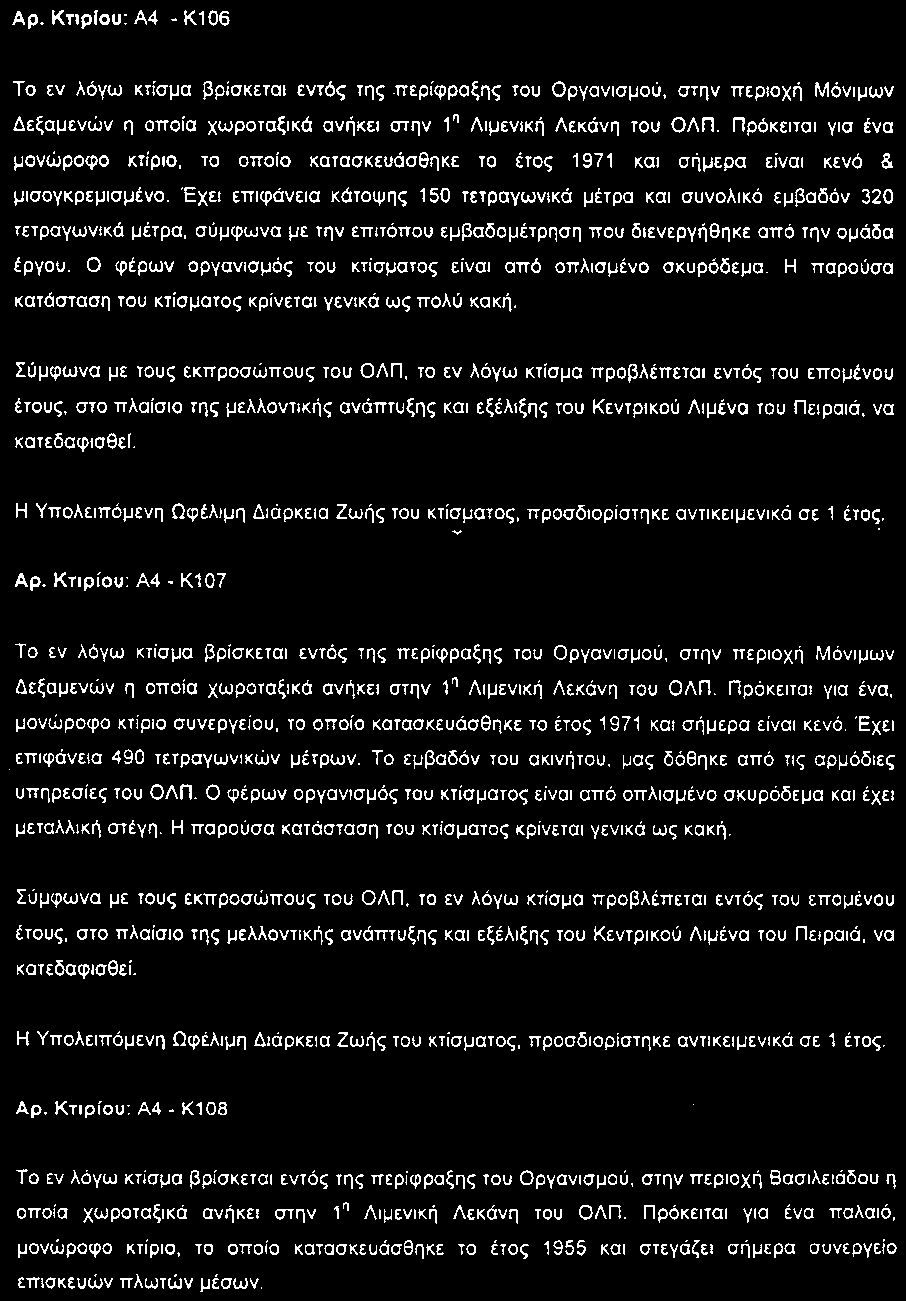 Αρ. Κτιρίου: Α4 - Κ106
Το εν λόγω κτίσμα βρίσκεται εντός της περίφραξης του Οργανισμού, στην περιοχή Μόνιμων
Δεξαμενών η οποία χωροταξικά ανήκει στην 1η Λιμενική Λεκάνη του ΟΛΠ. Πρόκειται για ένα
μονώροφο κτίριο, το οποίο κατασκευάσθηκε το έτος 1971 και σήμερα είναι κενό &
μισογκρεμισμένο. Έχει επιφάνεια κάτοψης 150 τετραγωνικά μέτρα και συνολικό εμβαδόν 320
τετραγωνικά μέτρα, σύμφωνα με την επιτόπου εμβαδομέτρηση που διενεργήθηκε από την ομάδα
έργου. Ο φέρων οργανισμός του κτίσματος είναι από οπλισμένο σκυρόδεμα. Η παρούσα
κατάσταση του κτίσματος κρίνεται γενικά ως πολύ κακή.
Σύμφωνα με τους εκπροσώπους του ΟΛΠ, το εν λόγω κτίσμα προβλέπεται εντός του επομένου
έτους, στο πλαίσιο της μελλοντικής ανάπτυξης και εξέλιξης του Κεντρικού Λιμένα του Πειραιά, να
κατεδαφισθεί.
Η Υπολειπόμενη Ωφέλιμη Διάρκεια Ζωής του κτίσματος, προσδιορίστηκε αντικειμενικά σε 1 έτος.
Αρ. Κτιρίου: Α4 - Κ107
Το εν λόγω κτίσμα βρίσκεται εντός της περίφραξης του Οργανισμού, στην περιοχή Μόνιμων
Δεξαμενών η οποία χωροταξικά ανήκει στην 1η Λιμενική Λεκάνη του ΟΛΠ. Πρόκειται για ένα,
μονώροφο κτίριο συνεργείου, το οποίο κατασκευάσθηκε το έτος 1971 και σήμερα είναι κενό. Έχει
επιφάνεια 490 τετραγωνικών μέτρων. Το εμβαδόν του ακινήτου, μας δόθηκε από τις αρμόδιες
υπηρεσίες του ΟΛΠ. Ο φέρων οργανισμός του κτίσματος είναι από οπλισμένο σκυρόδεμα και έχει
μεταλλική στέγη. Η παρούσα κατάσταση του κτίσματος κρίνεται γενικά ως κακή.
Σύμφωνα με τους εκπροσώπους του ΟΛΠ, το εν λόγω κτίσμα προβλέπεται εντός του επομένου
έτους, στο πλαίσιο της μελλοντικής ανάπτυξης και εξέλιξης του Κεντρικού Λιμένα του Πειραιά, να
κατεδαφισθεί.
Η Υπολειπόμενη Ωφέλιμη Διάρκεια Ζωής του κτίσματος, προσδιορίστηκε αντικειμενικά σε 1 έτος.
Αρ. Κτιρίου: Α4 - Κ108
Το εν λόγω κτίσμα βρίσκεται εντός της περίφραξης του Οργανισμού, στην περιοχή Βασιλειάδου η
οποία χωροταξικά ανήκει στην 1η Λιμενική Λεκάνη του ΟΛΠ. Πρόκειται για ένα παλαιό,
μονώροφο κτίριο, το οποίο κατασκευάσθηκε το έτος 1955 και στεγάζει σήμερα συνεργείο
επισκευών πλωτών μέσων.